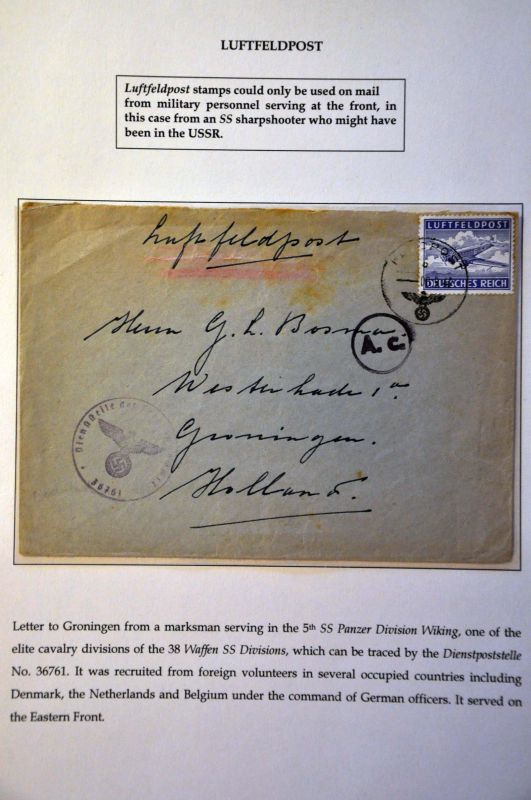 LUFTFELDPOST
Luftfeldpost stamps could only be used on mail
from military personnel serving at the front, in
this case from an SS sharpshooter who might have
been in the USSR.
Luftfeldpost
LUFTFELDPOST
DEUTSCHES REICH
FELDPOST
Herrn G. L. Bosma.
A.c.
Westerkade 1a
Groningen.
Holland.
Dienststelle der
36761
Letter to Groningen from a marksman serving in the 5th SS Panzer Division Wiking, one of the
elite cavalry divisions of the 38 Waffen SS Divisions, which can be traced by the Dienstpoststelle
No. 36761. It was recruited from foreign volunteers in several occupied countries including
Denmark, the Netherlands and Belgium under the command of German officers. It served on
the Eastern Front.